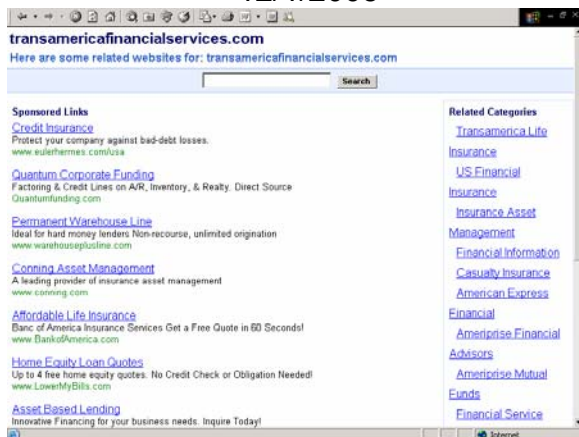 transamericafinancialservices.com
Here are some related websites for: transamericafinancialservices.com
Search
Sponsored Links
Credit Insurance
Protect your company against bad-debt losses.
www.eulerhermes.com/usa
Quantum Corporate Funding
Factoring & Credit Lines on A/R, Inventory, & Realty. Direct Source
Quantumfunding.com
Permanent Warehouse Line
Ideal for hard money lenders Non-recourse, unlimited origination
www.warehouseplusline.com
Conning Asset Management
A leading provider of insurance asset management
www.conning.com
Affordable Life Insurance
Banc of America Insurance Services Get a Free Quote in 60 Seconds!
www.BankofAmerica.com
Home Equity Loan Quotes
Up to 4 free home equity quotes. No Credit Check or Obligation Needed!
www.LowerMyBills.com
Asset Based Lending
Innovative Financing for your business needs. Inquire Today!
Related Categories
Transamerica Life
Insurance
US Financial
Insurance
Insurance Asset
Management
Financial Information
Casualty Insurance
American Express
Financial
Ameriprise Financial
Advisors
Ameriprise Mutual
Funds
Financial Service
Internet